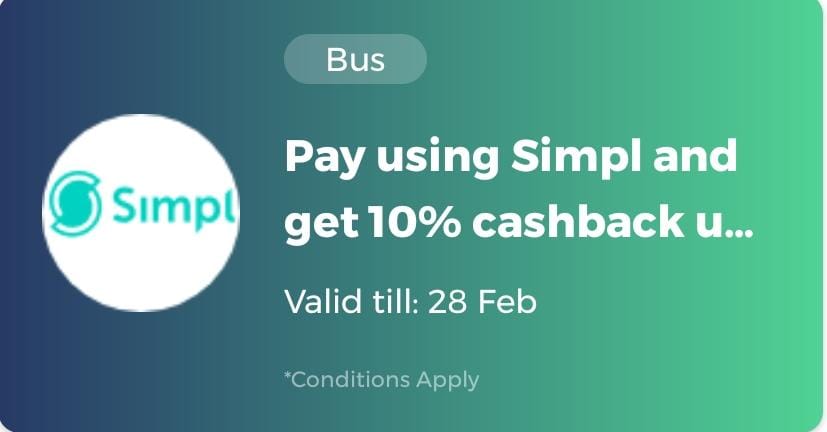 Bus
Simpl
Pay using Simpl and
get 10% cashback u...
Valid till: 28 Feb
*Conditions Apply